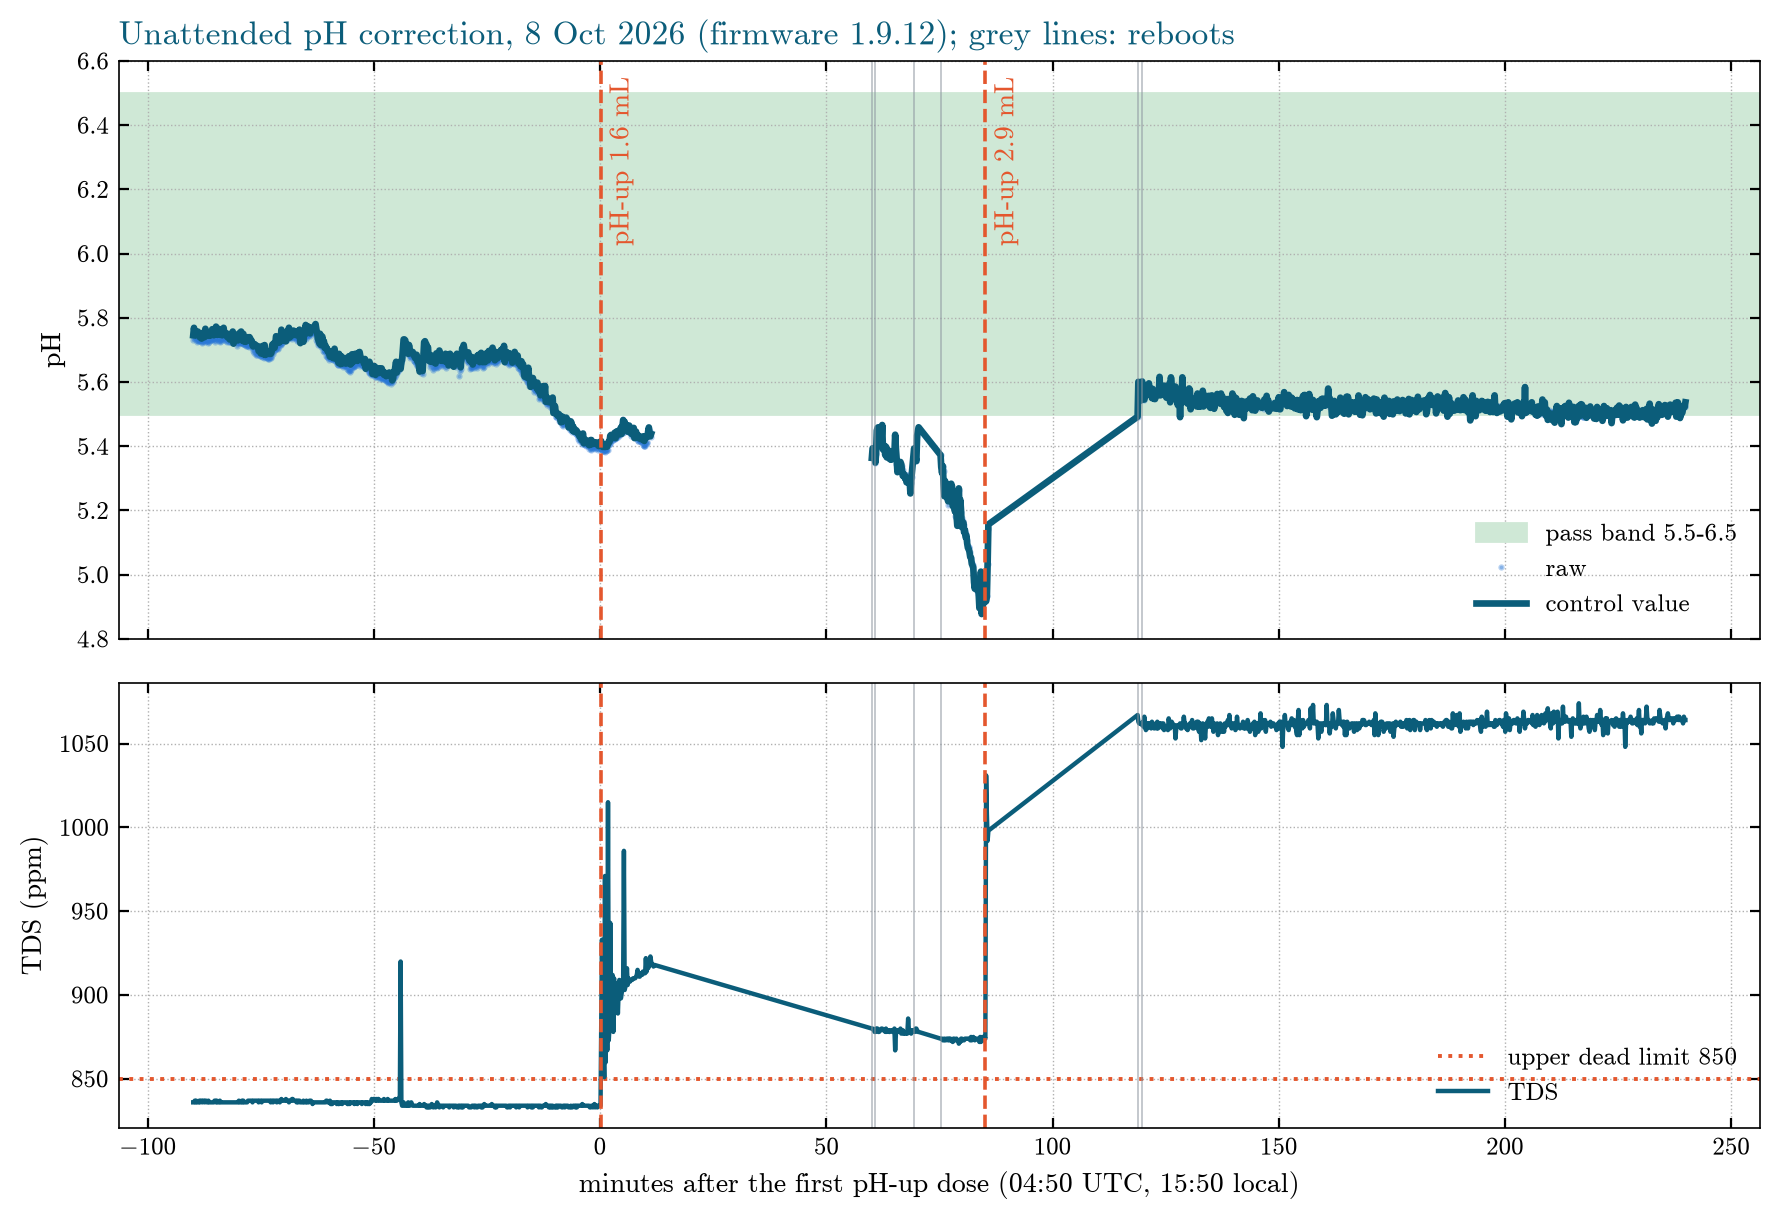 Unattended pH correction, 8 Oct 2026 (firmware 1.9.12); grey lines: reboots
6.6
6.4
6.2
6.0
5.8
5.6
5.4
5.2
5.0
4.8
pH
pH-up 1.6 mL
pH-up 2.9 mL
pass band 5.5-6.5
raw
control value
1050
1000
950
900
850
TDS (ppm)
upper dead limit 850
TDS
−100 −50 0 50 100 150 200 250
minutes after the first pH-up dose (04:50 UTC, 15:50 local)